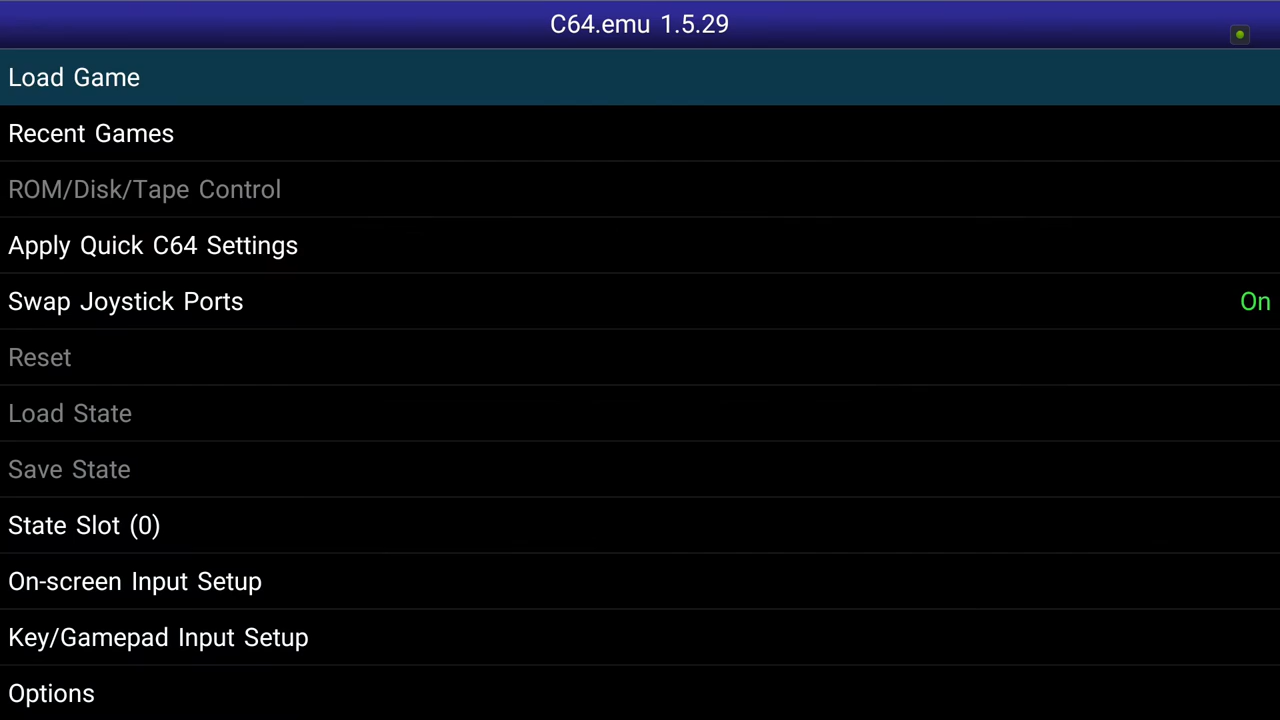 C64.emu 1.5.29
Load Game
Recent Games
ROM/Disk/Tape Control
Apply Quick C64 Settings
Swap Joystick Ports On
Reset
Load State
Save State
State Slot (0)
On-screen Input Setup
Key/Gamepad Input Setup
Options